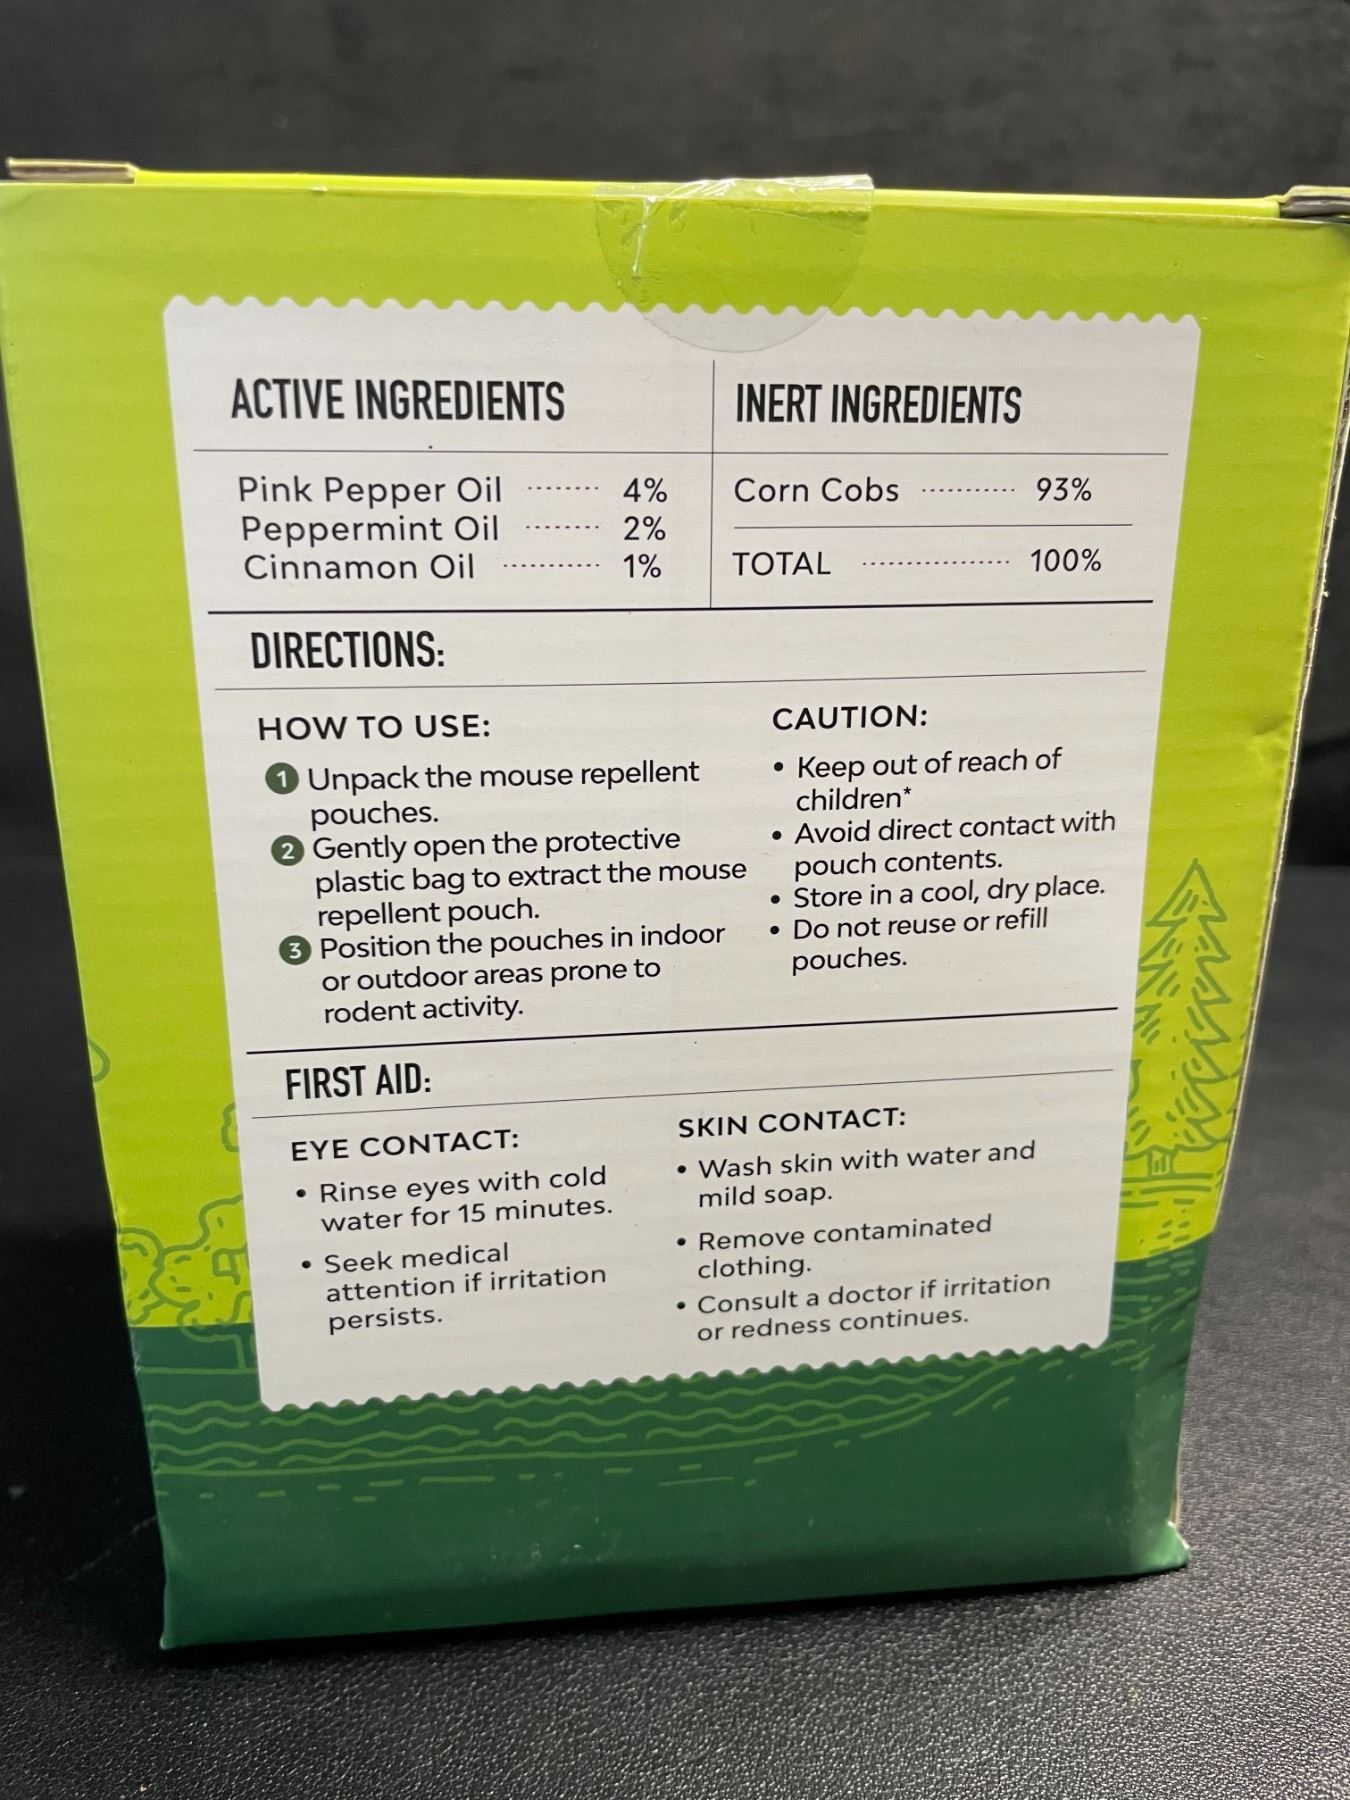 ACTIVE INGREDIENTS
Pink Pepper Oil ........ 4%
Peppermint Oil ........ 2%
Cinnamon Oil ........... 1%
INERT INGREDIENTS
Corn Cobs ........... 93%
TOTAL ................. 100%
DIRECTIONS:
HOW TO USE:
1 Unpack the mouse repellent
pouches.
2 Gently open the protective
plastic bag to extract the mouse
repellent pouch.
3 Position the pouches in indoor
or outdoor areas prone to
rodent activity.
CAUTION:
• Keep out of reach of
children*
• Avoid direct contact with
pouch contents.
• Store in a cool, dry place.
• Do not reuse or refill
pouches.
FIRST AID:
EYE CONTACT:
• Rinse eyes with cold
water for 15 minutes.
• Seek medical
attention if irritation
persists.
SKIN CONTACT:
• Wash skin with water and
mild soap.
• Remove contaminated
clothing.
• Consult a doctor if irritation
or redness continues.